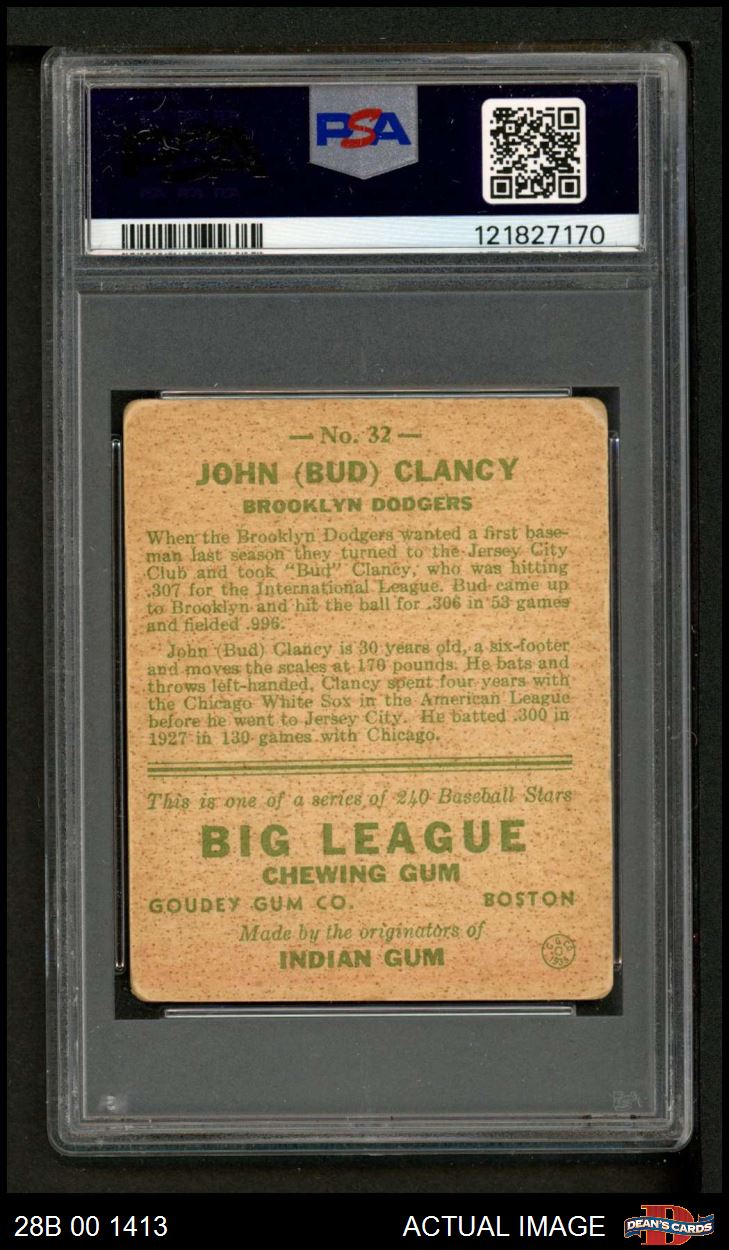 PSA
121827170
— No. 32 —
JOHN (BUD) CLANCY
BROOKLYN DODGERS
When the Brooklyn Dodgers wanted a first base-
man last season they turned to the Jersey City
Club and took "Bud" Clancy, who was hitting
.307 for the International League. Bud came up
to Brooklyn and hit the ball for .306 in 53 games
and fielded .996.
John (Bud) Clancy is 30 years old, a six-footer
and moves the scales at 170 pounds. He bats and
throws left-handed. Clancy spent four years with
the Chicago White Sox in the American League
before he went to Jersey City. He batted .300 in
1927 in 130 games with Chicago.
This is one of a series of 240 Baseball Stars
BIG LEAGUE
CHEWING GUM
GOUDEY GUM CO. BOSTON
Made by the originators of
INDIAN GUM
28B 00 1413 ACTUAL IMAGE DEAN'S CARDS